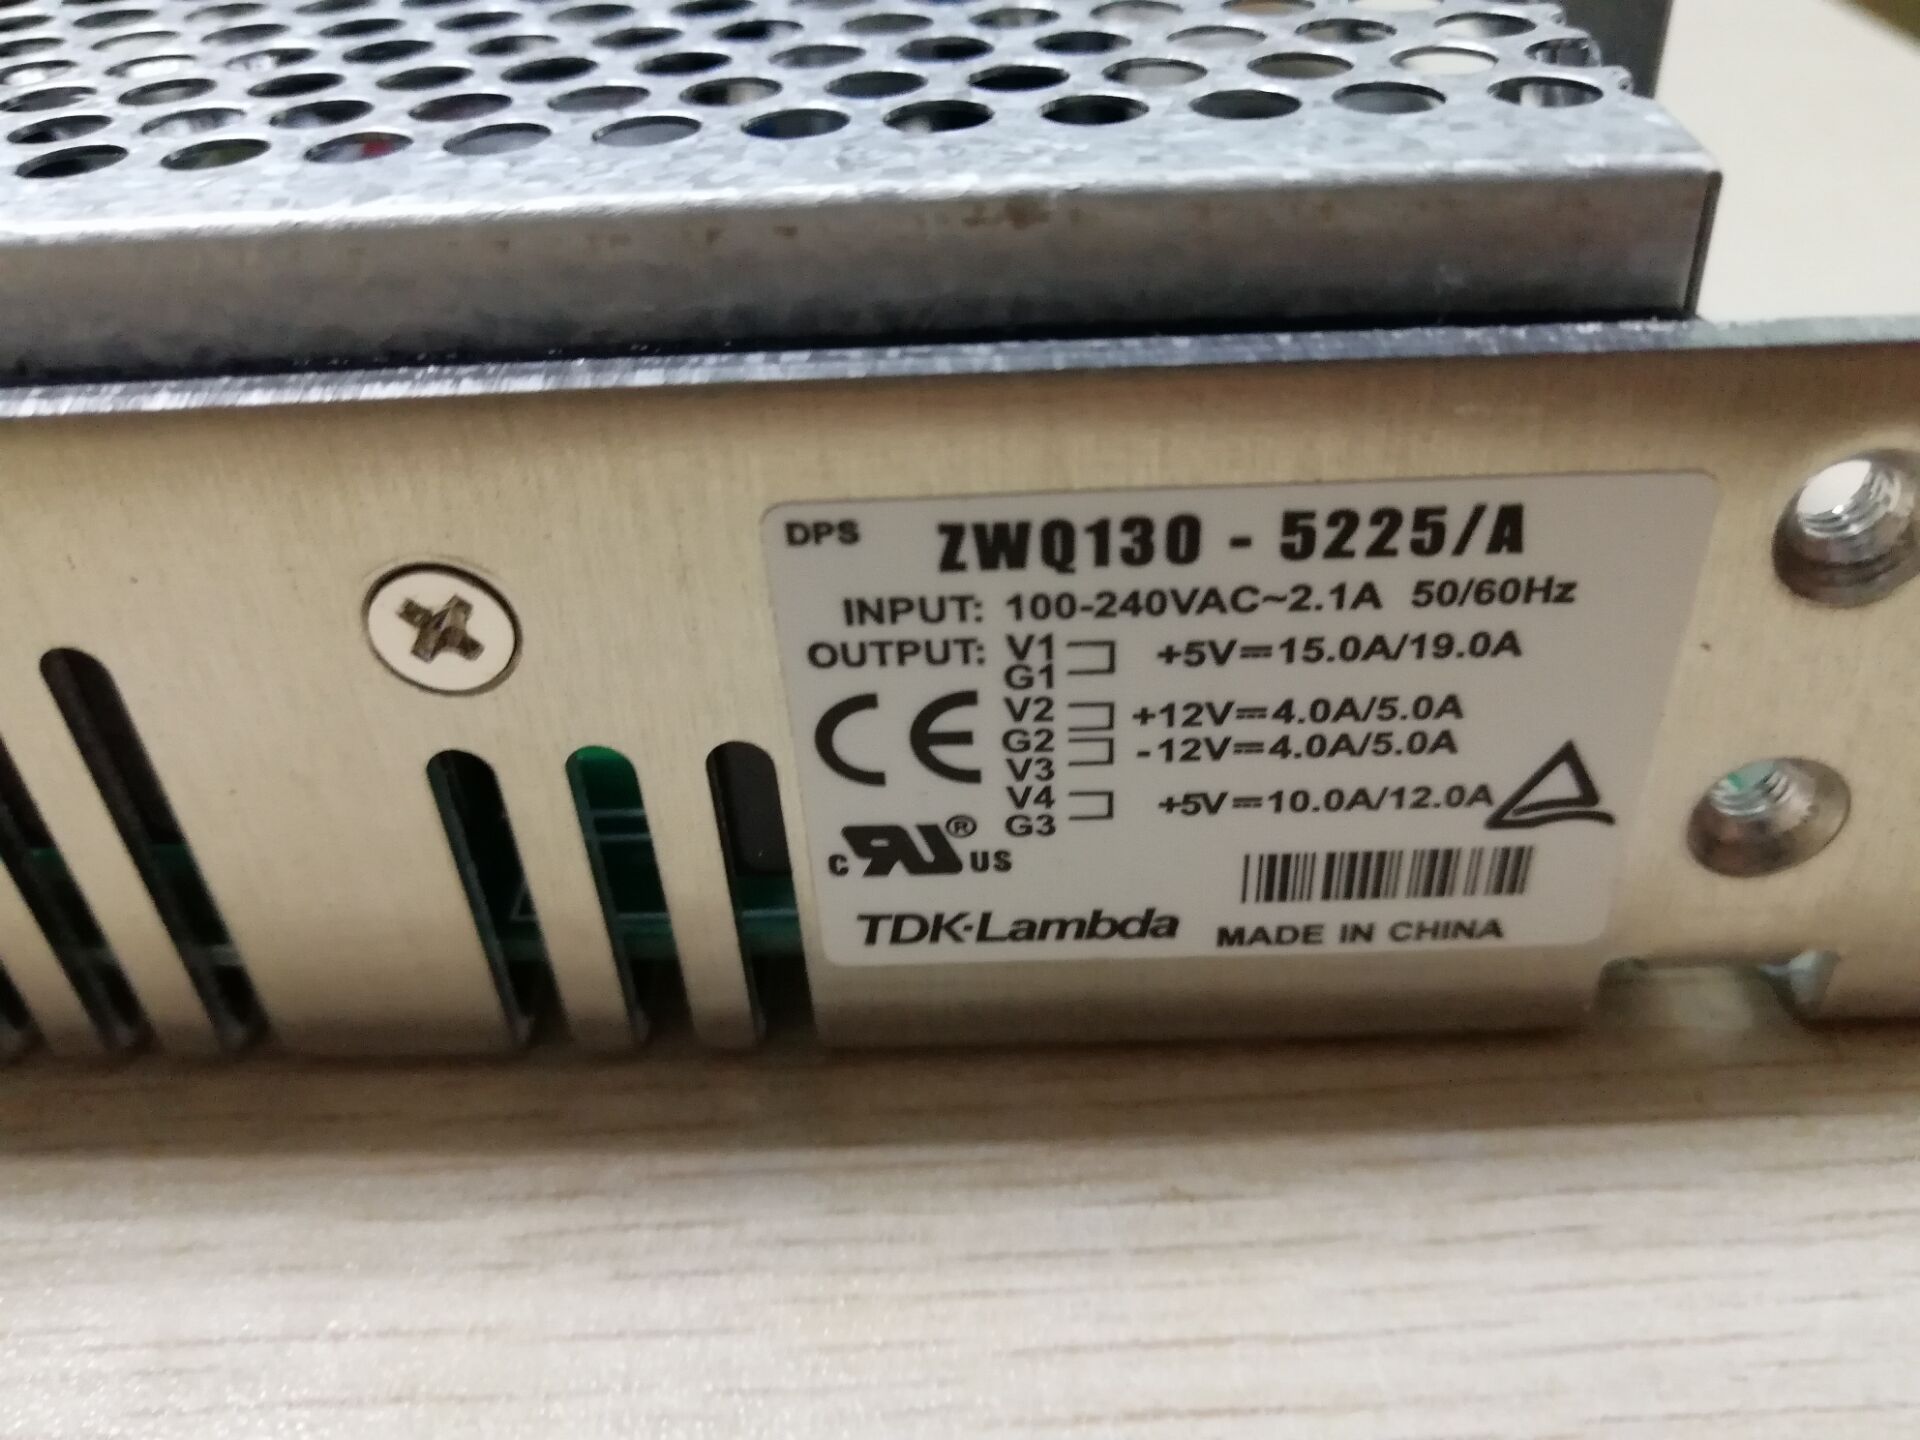 DPS ZWQ130 - 5225/A
INPUT: 100-240VAC~2.1A 50/60Hz
OUTPUT: V1 G1 +5V⎓15.0A/19.0A
V2 +12V⎓4.0A/5.0A
G2
V3 -12V⎓4.0A/5.0A
V4 G3 +5V⎓10.0A/12.0A
CE
c RU ® US
TDK-Lambda MADE IN CHINA